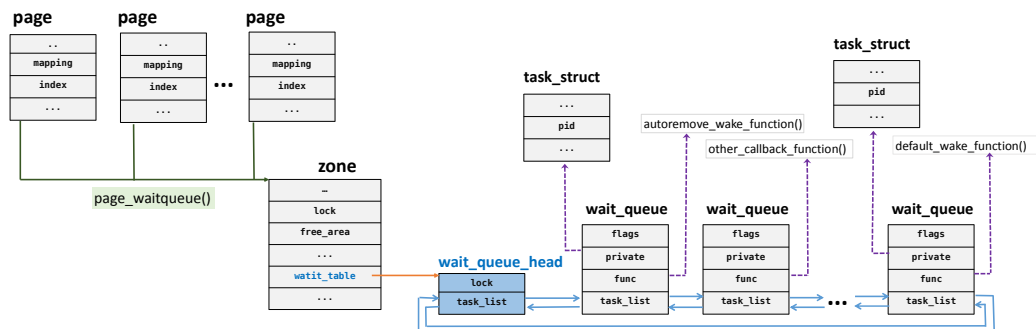 page
..
mapping
index
...
page
..
mapping
index
...
...
page
..
mapping
index
...
page_waitqueue()
zone
…
lock
free_area
...
watit_table
...
wait_queue_head
lock
task_list
task_struct
...
pid
...
autoremove_wake_function()
other_callback_function()
task_struct
...
pid
...
default_wake_function()
wait_queue
flags
private
func
task_list
wait_queue
flags
private
func
task_list
...
wait_queue
flags
private
func
task_list